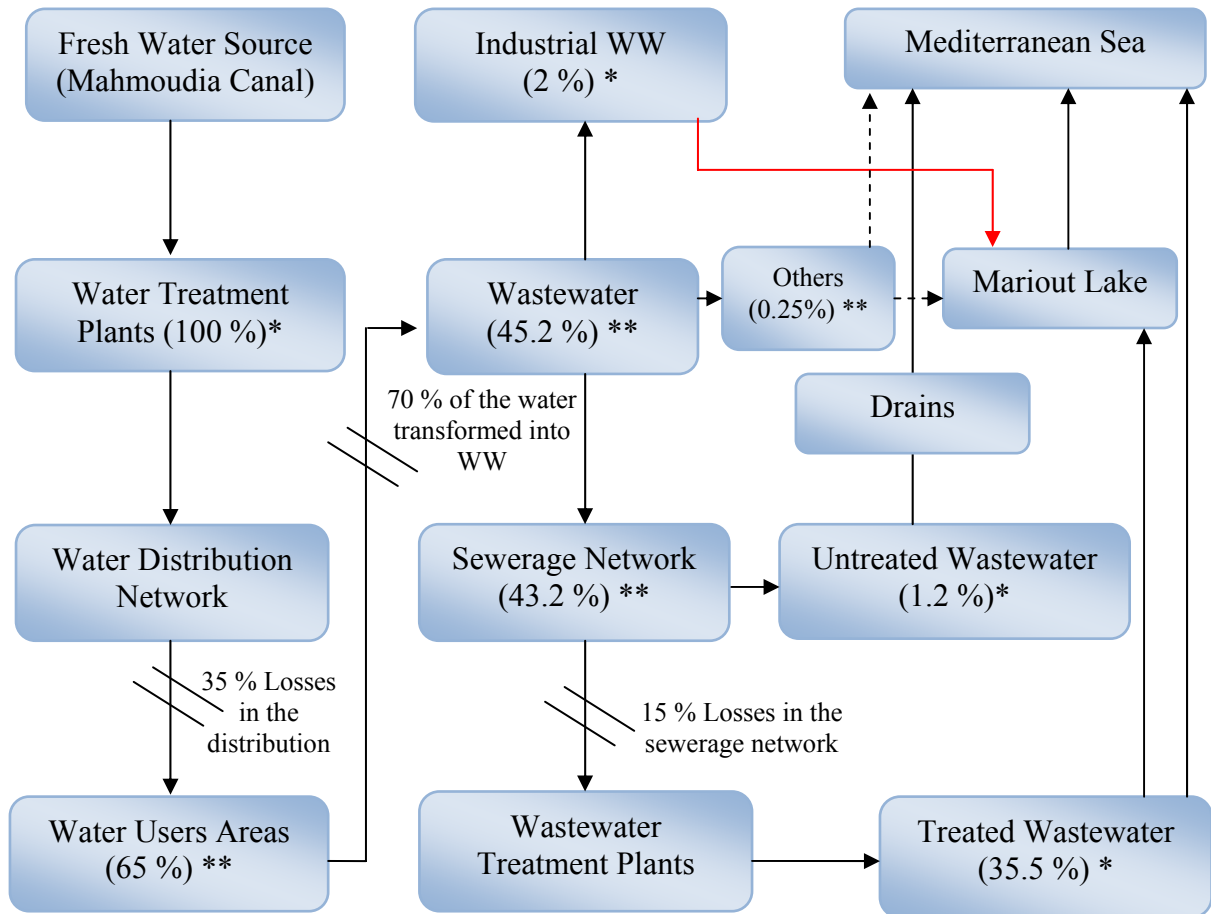 Fresh Water Source
(Mahmoudia Canal)
Industrial WW
(2 %) *
Mediterranean Sea
Water Treatment
Plants (100 %)*
Wastewater
(45.2 %) **
Others
(0.25%) **
Mariout Lake
70 % of the water
transformed into
WW
Drains
Water Distribution
Network
Sewerage Network
(43.2 %) **
Untreated Wastewater
(1.2 %)*
35 % Losses
in the
distribution
15 % Losses in the
sewerage network
Water Users Areas
(65 %) **
Wastewater
Treatment Plants
Treated Wastewater
(35.5 %) *